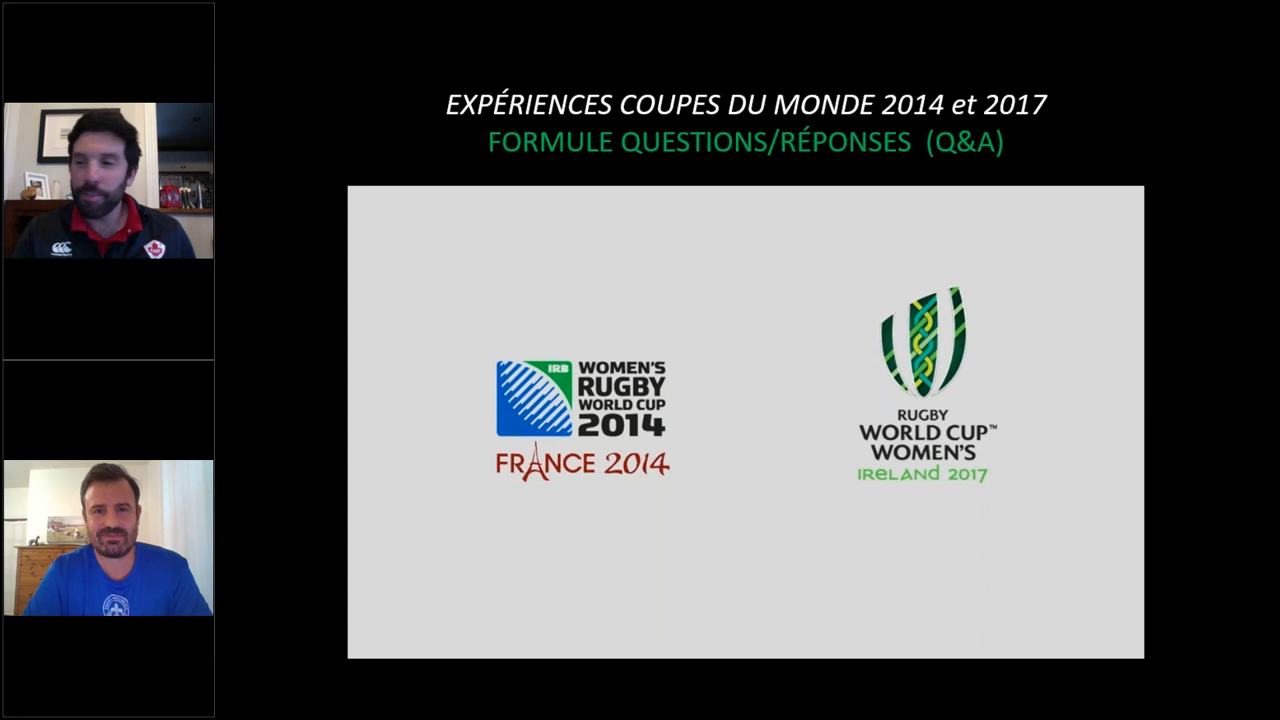 EXPÉRIENCES COUPES DU MONDE 2014 et 2017
FORMULE QUESTIONS/RÉPONSES (Q&A)
IRB
WOMEN'S
RUGBY
WORLD CUP
2014
FRANCE 2014
RUGBY
WORLD CUP™
WOMEN'S
IRELAND 2017